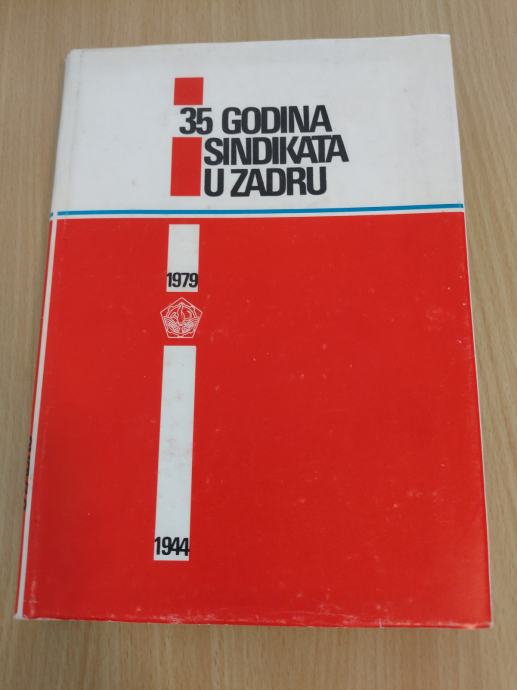 35 GODINA
SINDIKATA
U ZADRU
1979
1944